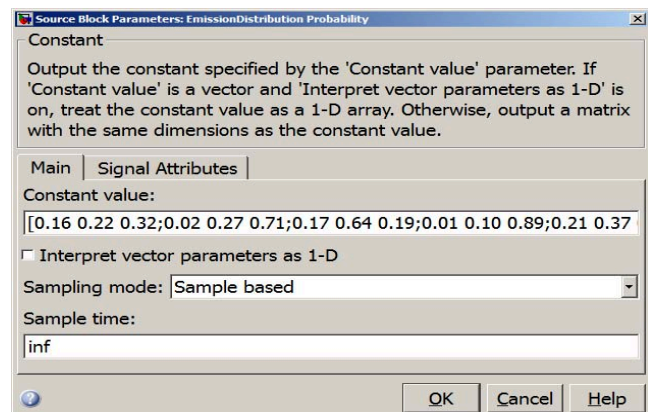 Source Block Parameters: EmissionDistribution Probability
Constant
Output the constant specified by the 'Constant value' parameter. If
'Constant value' is a vector and 'Interpret vector parameters as 1-D' is
on, treat the constant value as a 1-D array. Otherwise, output a matrix
with the same dimensions as the constant value.
Main Signal Attributes
Constant value:
[0.16 0.22 0.32;0.02 0.27 0.71;0.17 0.64 0.19;0.01 0.10 0.89;0.21 0.37
Interpret vector parameters as 1-D
Sampling mode: Sample based
Sample time:
inf
OK Cancel Help